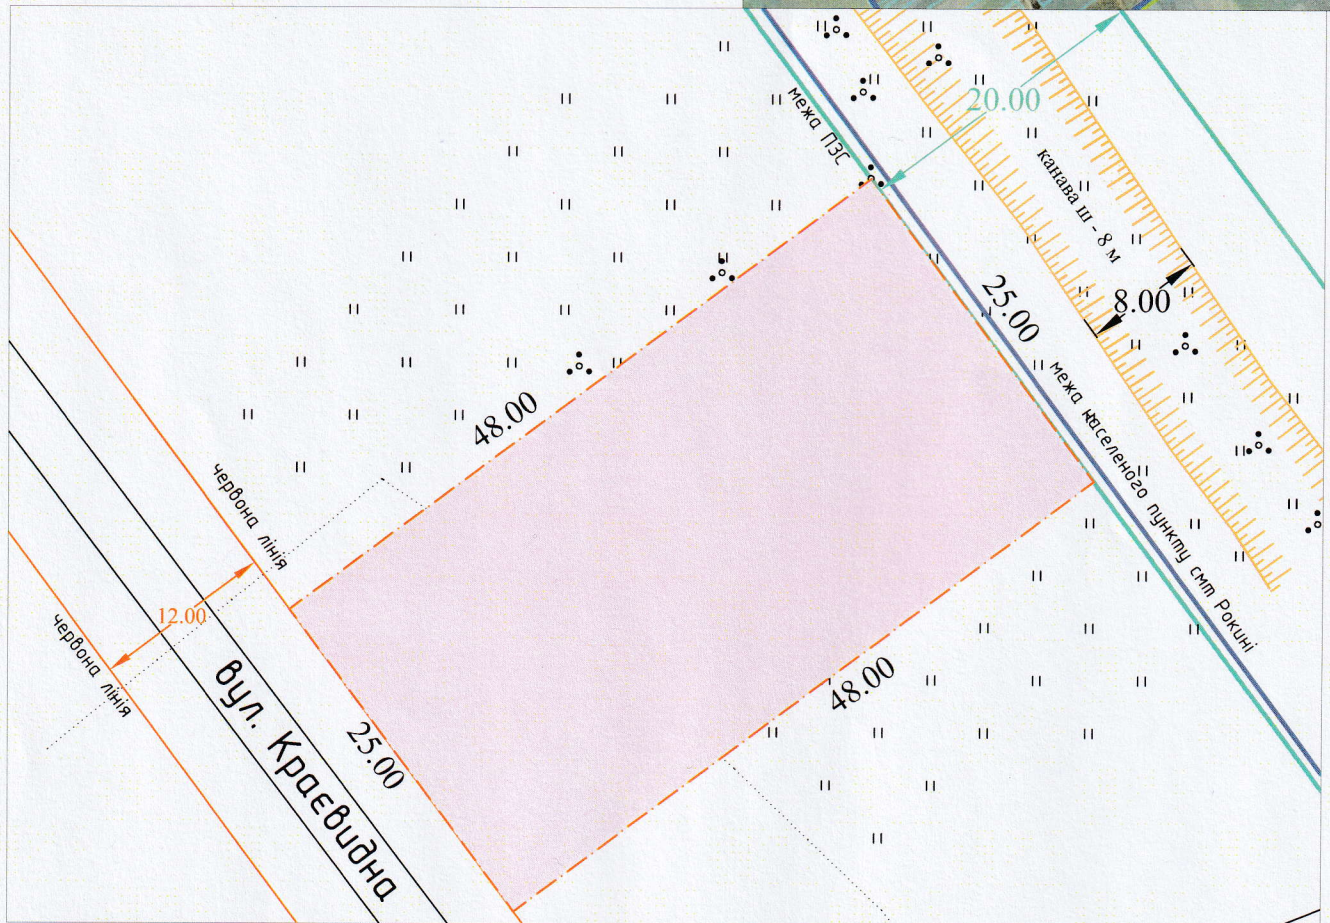 межа ПЗС
20.00
канава ш - 8 м
8.00
25.00
межа населеного пункту смт Рокині
48.00
червона лінія
12.00
червона лінія
вул. Краєвидна
25.00
48.00